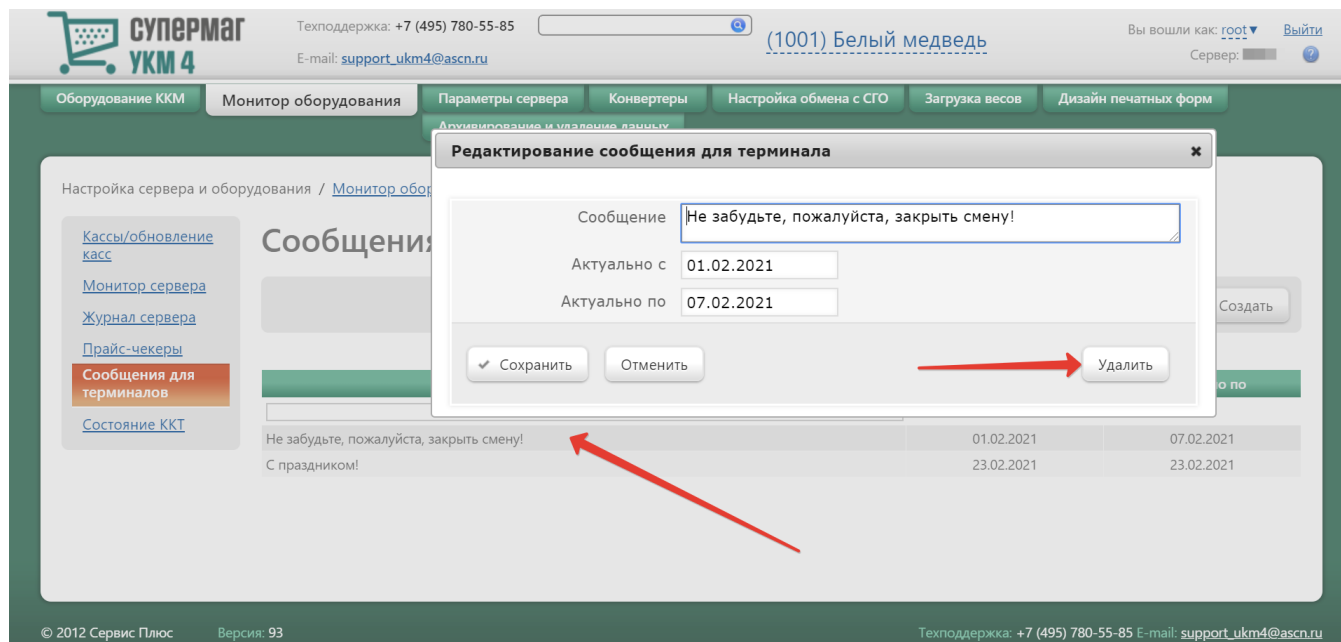 СУПЕРМАГ
УКМ 4
Техподдержка: +7 (495) 780-55-85
E-mail: support_ukm4@ascn.ru
(1001) Белый медведь
Вы вошли как: root▼ Выйти
Сервер:
?
Оборудование ККМ
Монитор оборудования
Параметры сервера
Конвертеры
Настройка обмена с СГО
Загрузка весов
Дизайн печатных форм
Архивирование и удаление данных
Редактирование сообщения для терминала
Настройка сервера и оборудования / Монитор обор
Кассы/обновление
касс
Монитор сервера
Журнал сервера
Прайс-чекеры
Сообщения для
терминалов
Состояние ККТ
Сообщения
Сообщение Не забудьте, пожалуйста, закрыть смену!
Актуально с 01.02.2021
Актуально по 07.02.2021
Сохранить Отменить Удалить
Создать
о по
Не забудьте, пожалуйста, закрыть смену! 01.02.2021 07.02.2021
С праздником! 23.02.2021 23.02.2021
© 2012 Сервис Плюс Версия: 93 Техподдержка: +7 (495) 780-55-85 E-mail: support_ukm4@ascn.ru